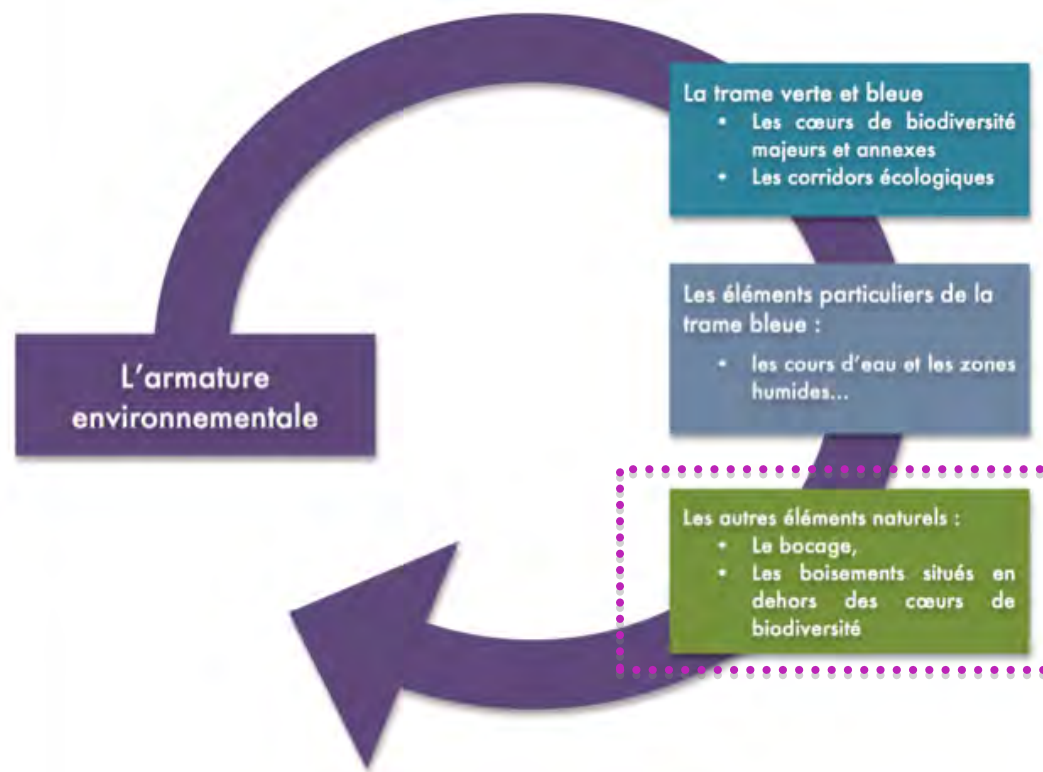 La trame verte et bleue
• Les cœurs de biodiversité
majeurs et annexes
• Les corridors écologiques
Les éléments particuliers de la
trame bleue :
• les cours d'eau et les zones
humides...
L'armature
environnementale
Les autres éléments naturels :
• Le bocage,
• Les boisements situés en
dehors des cœurs de
biodiversité